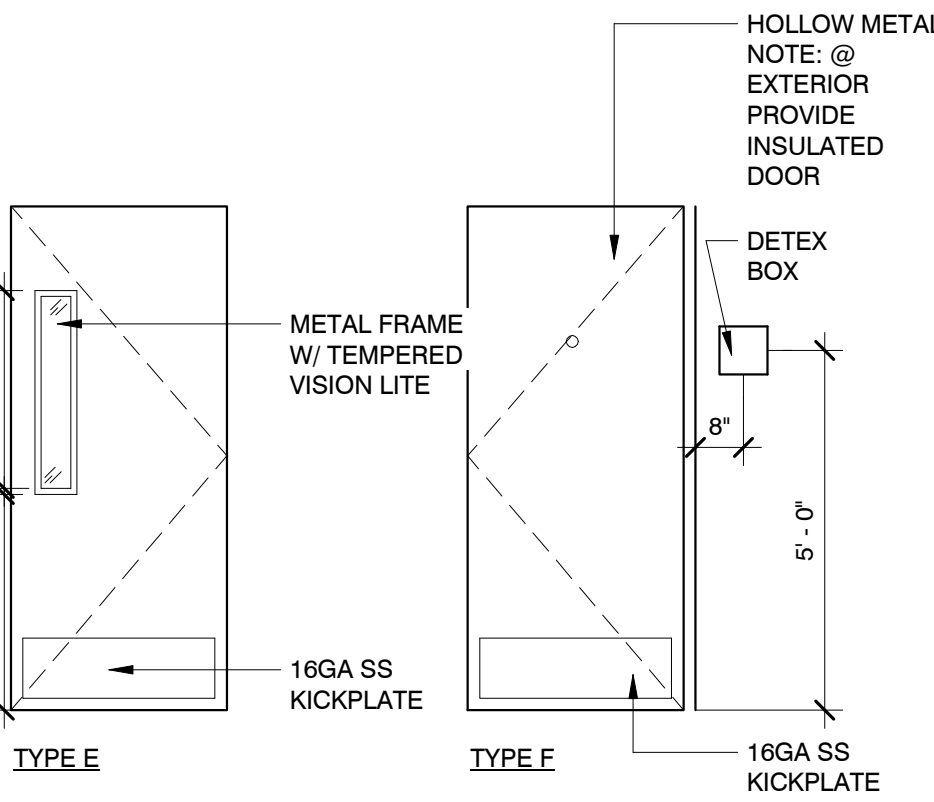 HOLLOW METAL
NOTE: @
EXTERIOR
PROVIDE
INSULATED
DOOR
DETEX
BOX
METAL FRAME
W/ TEMPERED
VISION LITE
8"
5' - 0"
16GA SS
KICKPLATE
TYPE E
TYPE F
16GA SS
KICKPLATE